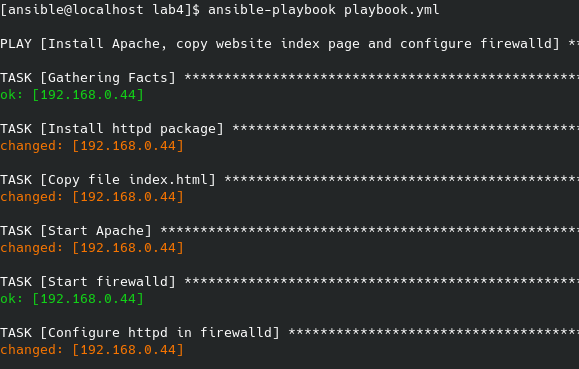 [ansible@localhost lab4]$ ansible-playbook playbook.yml
PLAY [Install Apache, copy website index page and configure firewalld] **
TASK [Gathering Facts] **************************************************
ok: [192.168.0.44]
TASK [Install httpd package] ********************************************
changed: [192.168.0.44]
TASK [Copy file index.html] *********************************************
changed: [192.168.0.44]
TASK [Start Apache] *****************************************************
changed: [192.168.0.44]
TASK [Start firewalld] **************************************************
ok: [192.168.0.44]
TASK [Configure httpd in firewalld] *************************************
changed: [192.168.0.44]